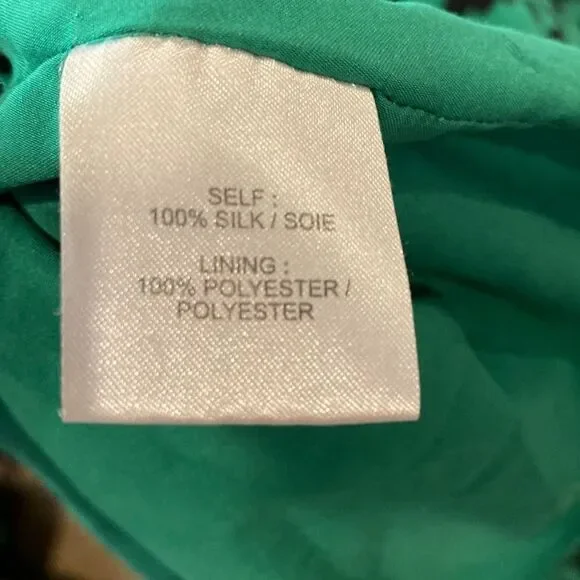 SELF :
100% SILK / SOIE
LINING :
100% POLYESTER /
POLYESTER